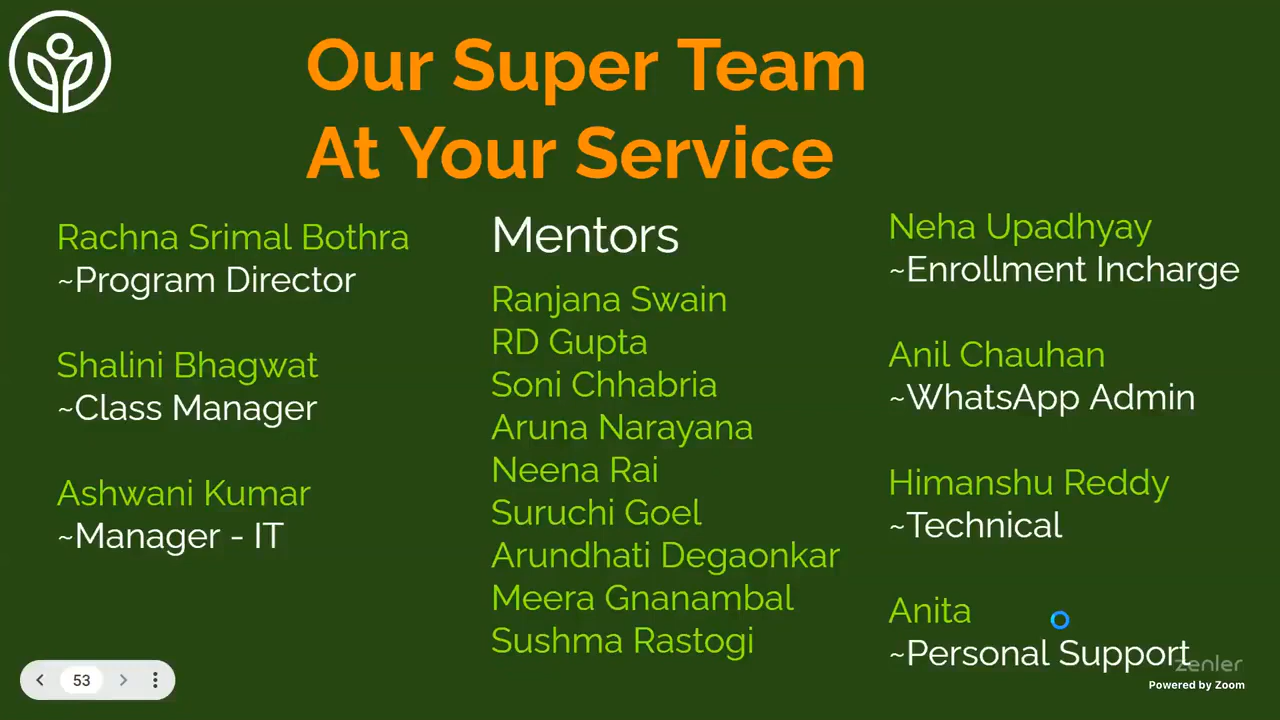 Our Super Team
At Your Service
Rachna Srimal Bothra
~Program Director
Shalini Bhagwat
~Class Manager
Ashwani Kumar
~Manager - IT
Mentors
Ranjana Swain
RD Gupta
Soni Chhabria
Aruna Narayana
Neena Rai
Suruchi Goel
Arundhati Degaonkar
Meera Gnanambal
Sushma Rastogi
Neha Upadhyay
~Enrollment Incharge
Anil Chauhan
~WhatsApp Admin
Himanshu Reddy
~Technical
Anita
~Personal Support
zenler
Powered by Zoom
53